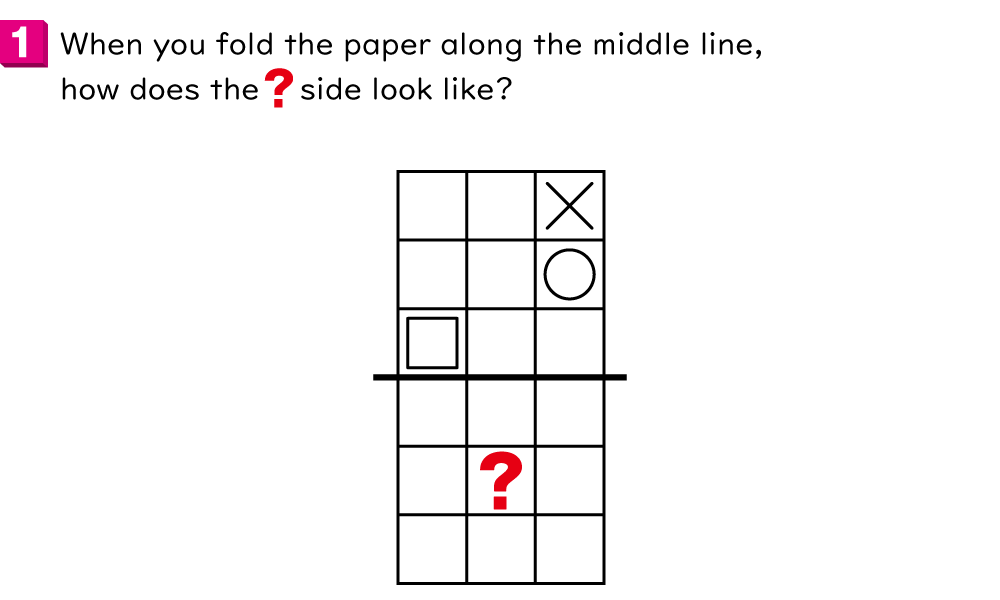 1 When you fold the paper along the middle line,
how does the ? side look like?
?